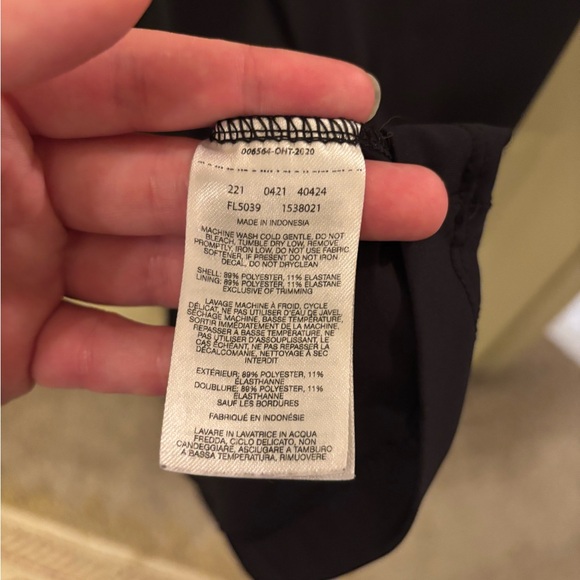 006564-OHT-2020
221 0421 40424
FL5039 1538021
MADE IN INDONESIA
MACHINE WASH COLD GENTLE, DO NOT
BLEACH, TUMBLE DRY LOW, REMOVE
PROMPTLY, IRON LOW, DO NOT USE FABRIC
SOFTENER, IF PRESENT DO NOT IRON
DECAL, DO NOT DRYCLEAN
SHELL: 89% POLYESTER, 11% ELASTANE
LINING: 89% POLYESTER, 11% ELASTANE
EXCLUSIVE OF TRIMMING
LAVAGE MACHINE À FROID, CYCLE
DÉLICAT, NE PAS UTILISER D'EAU DE JAVEL,
SÉCHAGE MACHINE, BASSE TEMPÉRATURE,
SORTIR IMMÉDIATEMENT DE LA MACHINE,
REPASSER À BASSE TEMPÉRATURE, NE
PAS UTILISER D'ASSOUPLISSANT. LE
CAS ÉCHÉANT, NE PAS REPASSER LA
DÉCALCOMANIE, NETTOYAGE À SEC
INTERDIT
EXTÉRIEUR: 89% POLYESTER, 11%
ÉLASTHANNE
DOUBLURE: 89% POLYESTER, 11%
ÉLASTHANNE
SAUF LES BORDURES
FABRIQUÉ EN INDONÉSIE
LAVARE IN LAVATRICE IN ACQUA
FREDDA, CICLO DELICATO, NON
CANDEGGIARE, ASCIUGARE A TAMBURO
A BASSA TEMPERATURA, RIMUOVERE